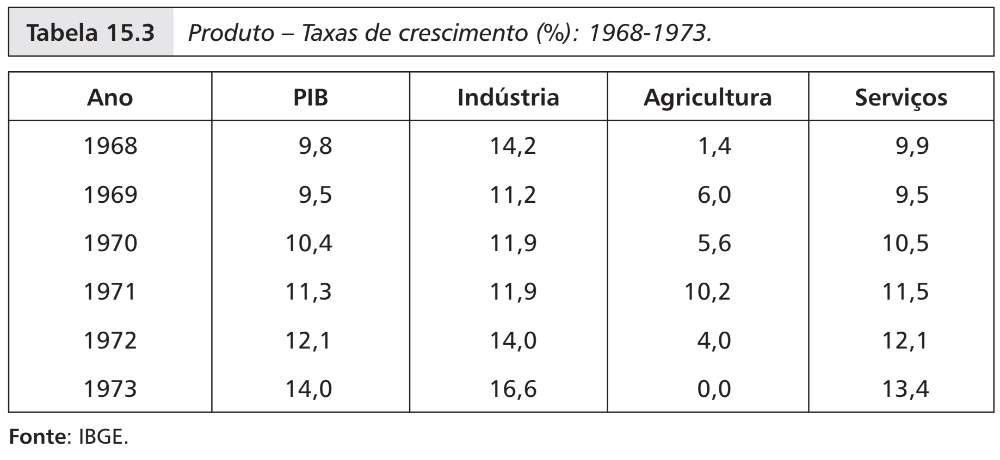 Tabela 15.3 Produto – Taxas de crescimento (%): 1968-1973.
Ano PIB Indústria Agricultura Serviços
1968 9,8 14,2 1,4 9,9
1969 9,5 11,2 6,0 9,5
1970 10,4 11,9 5,6 10,5
1971 11,3 11,9 10,2 11,5
1972 12,1 14,0 4,0 12,1
1973 14,0 16,6 0,0 13,4
Fonte: IBGE.